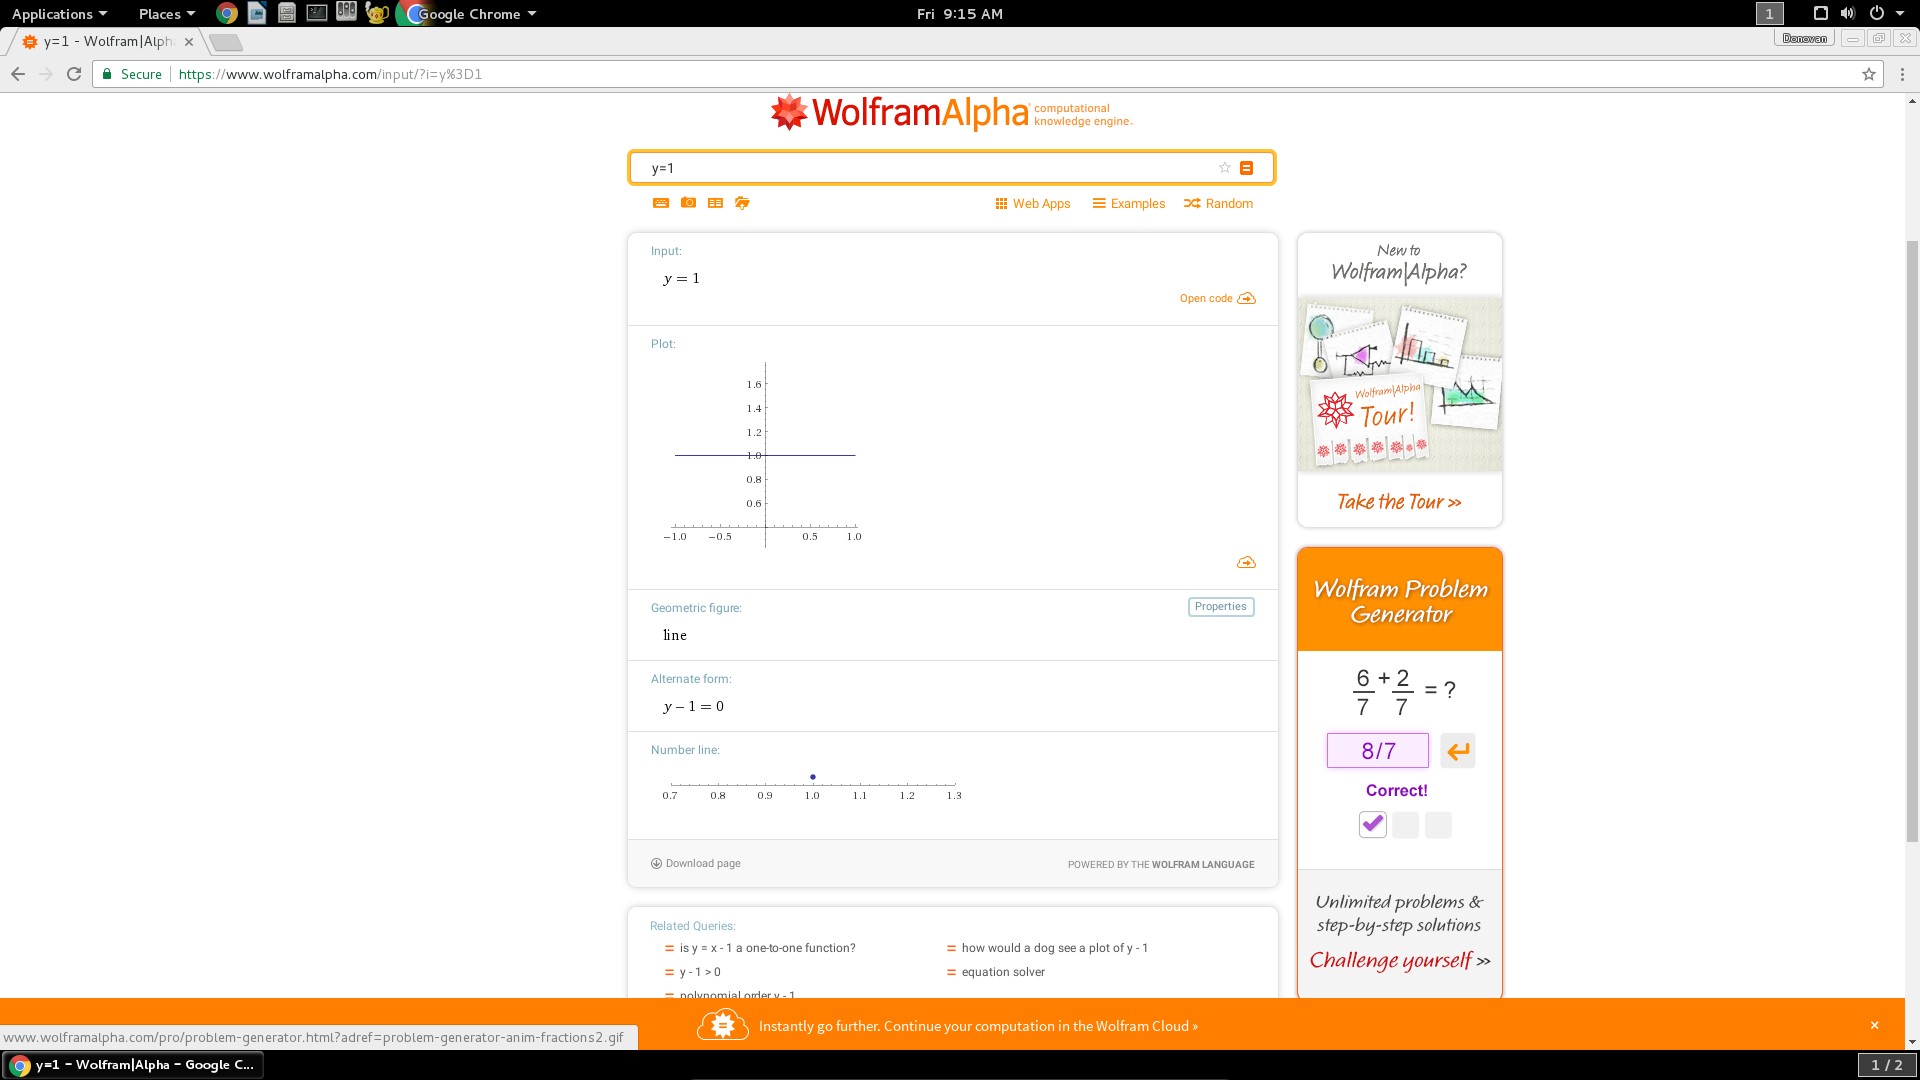 Applications Places Google Chrome Fri 9:15 AM 1
y=1 - Wolfram|Alph Donovan
Secure https://www.wolframalpha.com/input/?i=y%3D1
WolframAlpha computational
knowledge engine.
y=1
Web Apps Examples Random
Input:
y = 1
Open code
Plot:
1.6
1.4
1.2
1.0
0.8
0.6
−1.0 −0.5 0.5 1.0
Geometric figure: Properties
line
Alternate form:
y − 1 = 0
Number line:
0.7 0.8 0.9 1.0 1.1 1.2 1.3
Download page POWERED BY THE WOLFRAM LANGUAGE
Related Queries:
= is y = x - 1 a one-to-one function?
= how would a dog see a plot of y - 1
= y - 1 > 0
= equation solver
= polynomial order y - 1
New to
Wolfram|Alpha?
Wolfram|Alpha
Tour!
Take the Tour »
Wolfram Problem
Generator
6/7 + 2/7 = ?
8/7
Correct!
Unlimited problems &
step-by-step solutions
Challenge yourself »
Instantly go further. Continue your computation in the Wolfram Cloud » ×
www.wolframalpha.com/pro/problem-generator.html?adref=problem-generator-anim-fractions2.gif
y=1 – Wolfram|Alpha – Google C... 1 / 2